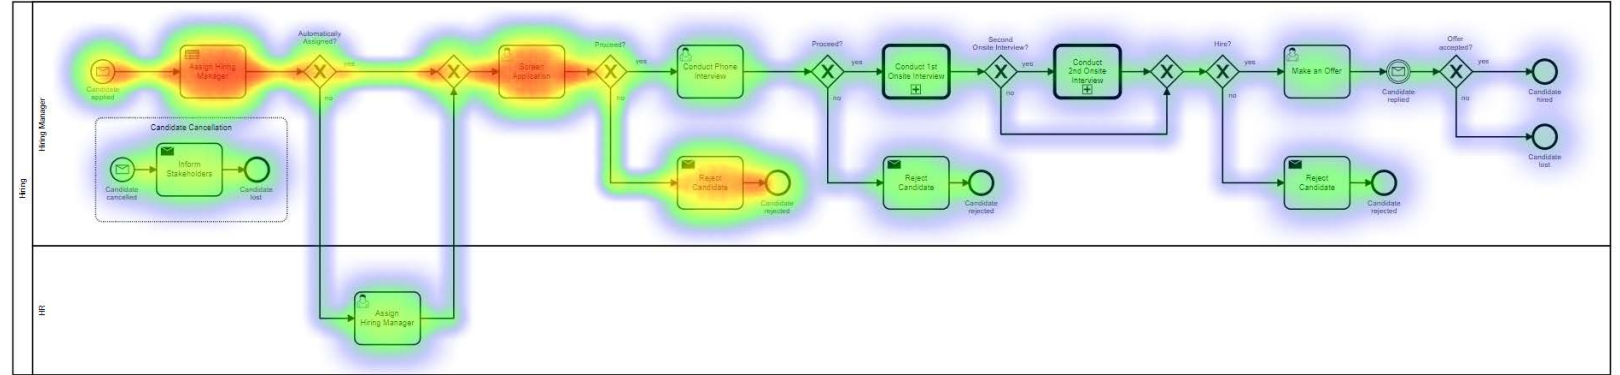 Hiring
Hiring Manager
HR
Candidate
applied
Assign Hiring
Manager
Automatically
Assigned?
yes
no
Screen
Application
Proceed?
yes
no
Conduct Phone
Interview
Proceed?
yes
no
Conduct 1st
Onsite Interview
Second
Onsite Interview?
yes
no
Conduct
2nd Onsite
Interview
Hire?
yes
no
Make an Offer
Candidate
replied
Offer
accepted?
yes
no
Candidate
hired
Candidate
lost
Candidate Cancellation
Candidate
cancelled
Inform
Stakeholders
Candidate
lost
Reject
Candidate
Candidate
rejected
Reject
Candidate
Candidate
rejected
Reject
Candidate
Candidate
rejected
Assign
Hiring Manager